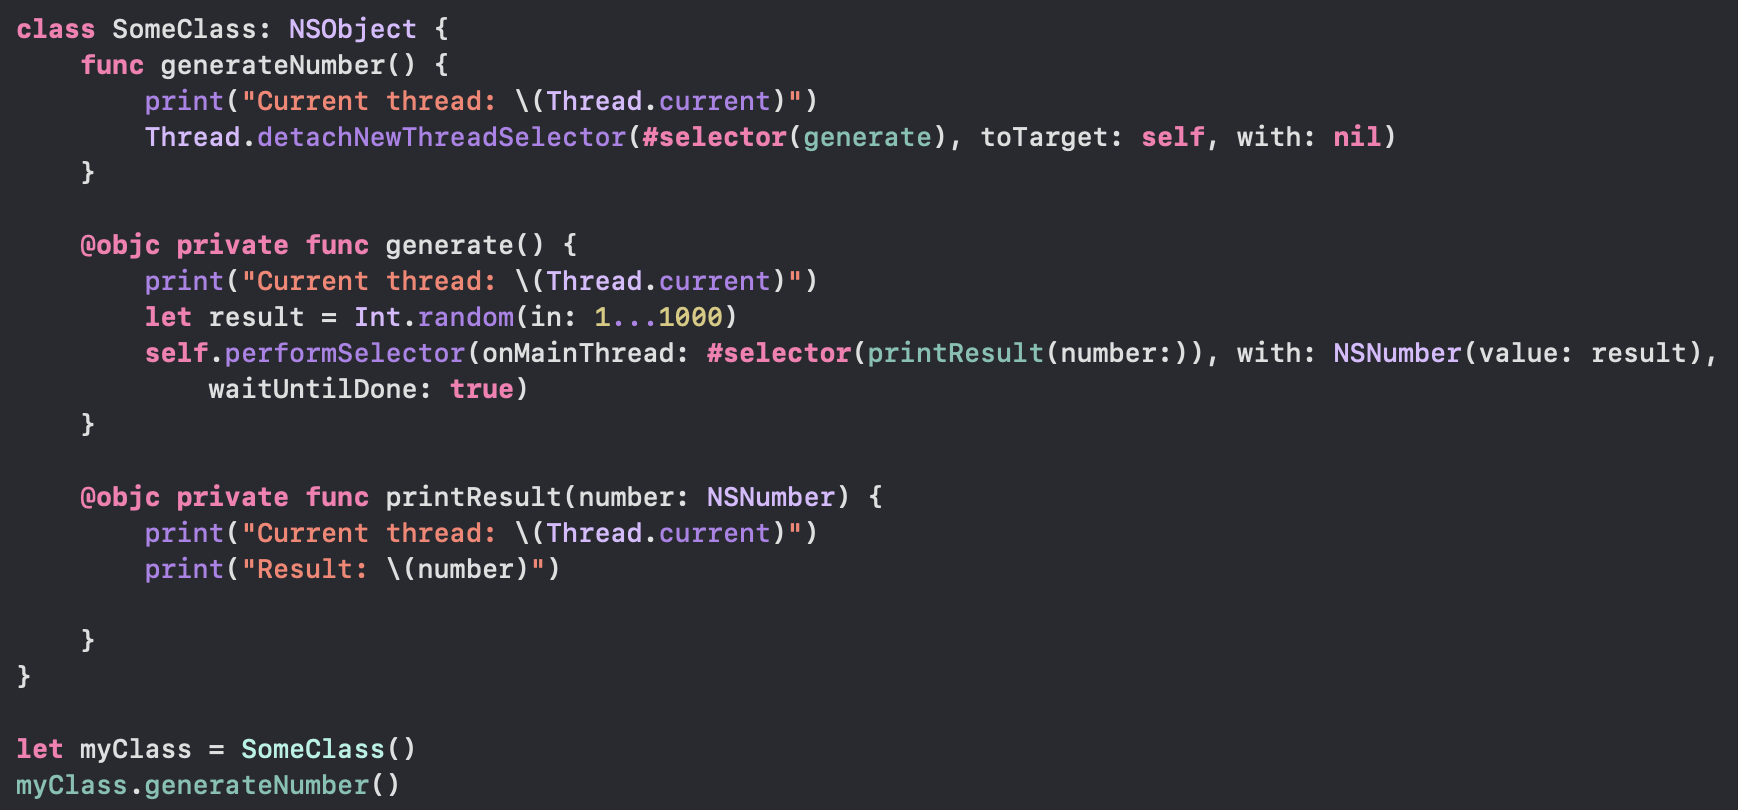 class SomeClass: NSObject {
    func generateNumber() {
        print("Current thread: \(Thread.current)")
        Thread.detachNewThreadSelector(#selector(generate), toTarget: self, with: nil)
    }

    @objc private func generate() {
        print("Current thread: \(Thread.current)")
        let result = Int.random(in: 1...1000)
        self.performSelector(onMainThread: #selector(printResult(number:)), with: NSNumber(value: result),
            waitUntilDone: true)
    }

    @objc private func printResult(number: NSNumber) {
        print("Current thread: \(Thread.current)")
        print("Result: \(number)")

    }
}

let myClass = SomeClass()
myClass.generateNumber()